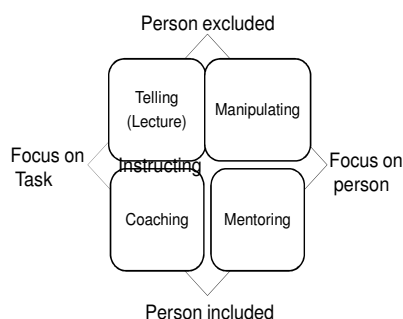 Person excluded
Telling
(Lecture)
Manipulating
Focus on
Task
Instructing
Focus on
person
Coaching
Mentoring
Person included